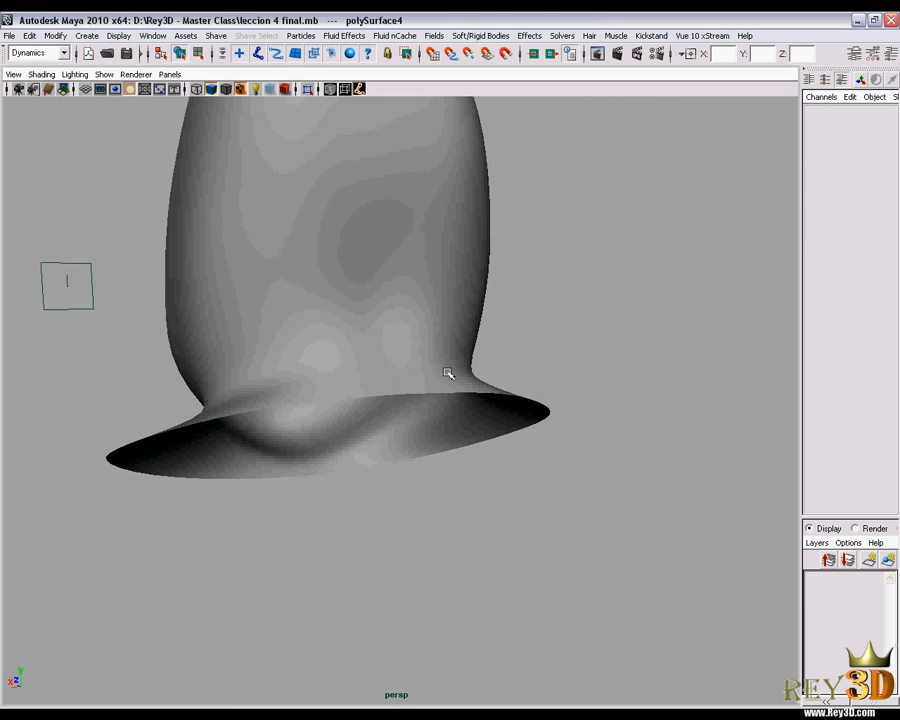 Autodesk Maya 2010 x64: D:\Rey3D - Master Class\leccion 4 final.mb --- polySurface4
File Edit Modify Create Display Window Assets Share Share Select Particles Fluid Effects Fluid nCache Fields Soft/Rigid Bodies Effects Solvers Hair Muscle Kickstand Vue 10 xStream Help
Dynamics X: Y: Z:
View Shading Lighting Show Renderer Panels
Channels Edit Object
persp
Display Render
Layers Options Help
REY3D
www.Rey3D.com